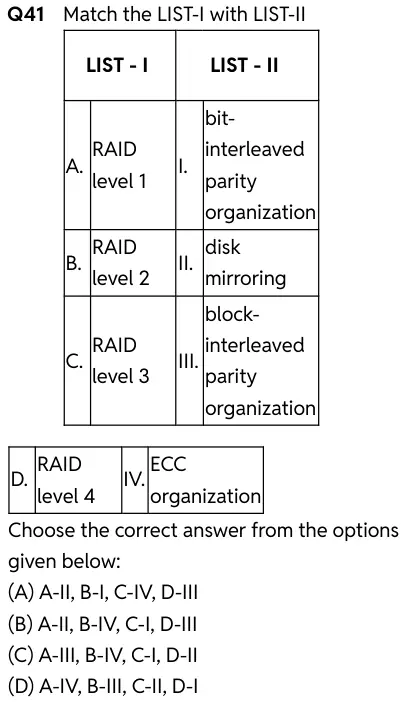 Q41 Match the LIST-I with LIST-II
LIST - I LIST - II
A. RAID level 1 I. bit-interleaved parity organization
B. RAID level 2 II. disk mirroring
C. RAID level 3 III. block-interleaved parity organization
D. RAID level 4 IV. ECC organization
Choose the correct answer from the options
given below:
(A) A-II, B-I, C-IV, D-III
(B) A-II, B-IV, C-I, D-III
(C) A-III, B-IV, C-I, D-II
(D) A-IV, B-III, C-II, D-I